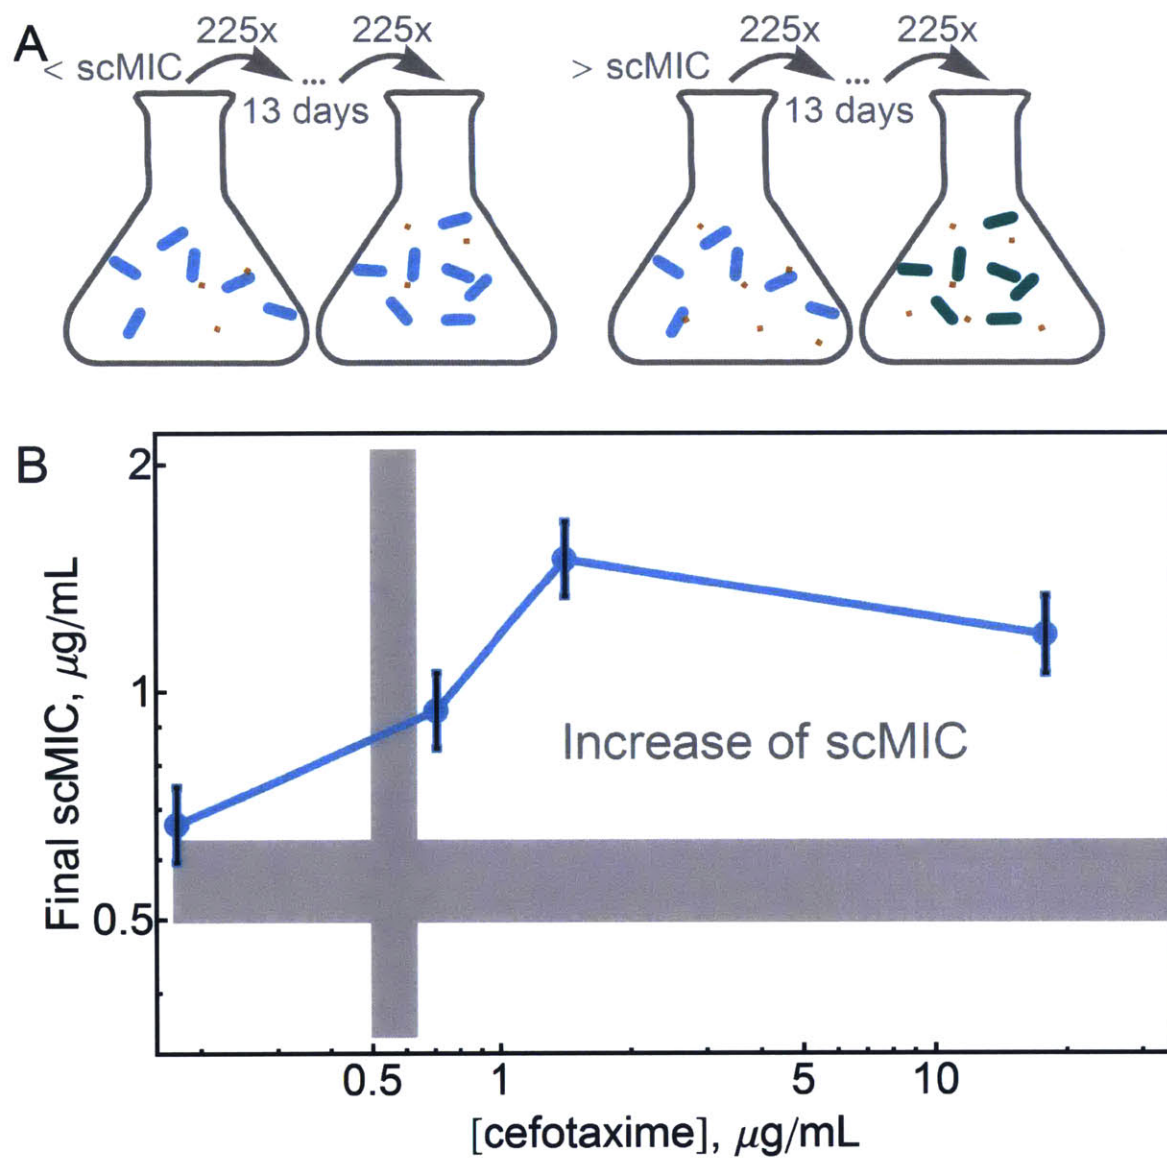 A
225x 225x
< scMIC ...
13 days
225x 225x
> scMIC ...
13 days
B
Final scMIC, μg/mL
2
1
0.5
Increase of scMIC
0.5 1 5 10
[cefotaxime], μg/mL